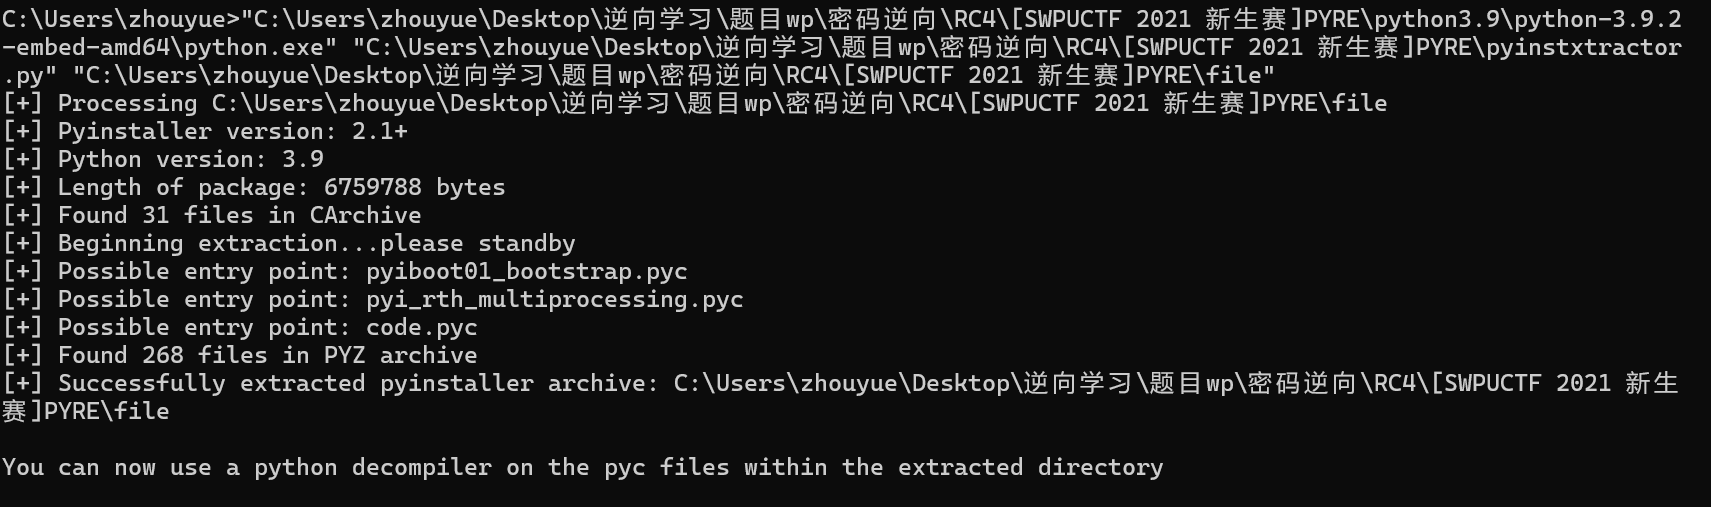 C:\Users\zhouyue>"C:\Users\zhouyue\Desktop\逆向学习\题目wp\密码逆向\RC4\[SWPUCTF 2021 新生赛]PYRE\python3.9\python-3.9.2
-embed-amd64\python.exe" "C:\Users\zhouyue\Desktop\逆向学习\题目wp\密码逆向\RC4\[SWPUCTF 2021 新生赛]PYRE\pyinstxtractor
.py" "C:\Users\zhouyue\Desktop\逆向学习\题目wp\密码逆向\RC4\[SWPUCTF 2021 新生赛]PYRE\file"
[+] Processing C:\Users\zhouyue\Desktop\逆向学习\题目wp\密码逆向\RC4\[SWPUCTF 2021 新生赛]PYRE\file
[+] Pyinstaller version: 2.1+
[+] Python version: 3.9
[+] Length of package: 6759788 bytes
[+] Found 31 files in CArchive
[+] Beginning extraction...please standby
[+] Possible entry point: pyiboot01_bootstrap.pyc
[+] Possible entry point: pyi_rth_multiprocessing.pyc
[+] Possible entry point: code.pyc
[+] Found 268 files in PYZ archive
[+] Successfully extracted pyinstaller archive: C:\Users\zhouyue\Desktop\逆向学习\题目wp\密码逆向\RC4\[SWPUCTF 2021 新生
赛]PYRE\file
You can now use a python decompiler on the pyc files within the extracted directory